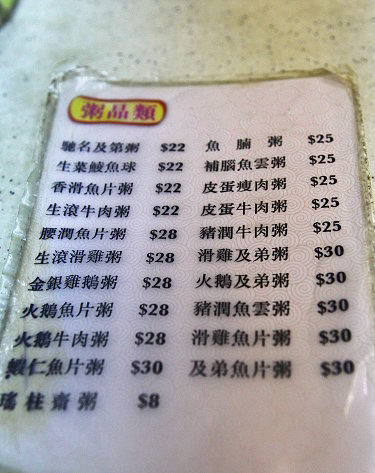 粥品類
馳名及第粥 $22 魚腩粥 $25
生菜鯪魚球 $22 補腦魚雲粥 $25
香滑魚片粥 $22 皮蛋瘦肉粥 $25
生滾牛肉粥 $22 皮蛋牛肉粥 $25
腰潤魚片粥 $28 豬潤牛肉粥 $25
生滾滑雞粥 $28 滑雞及弟粥 $30
金銀雞鵝粥 $28 火鵝及弟粥 $30
火鵝魚片粥 $28 豬潤魚雲粥 $30
火鵝牛肉粥 $28 滑雞魚片粥 $30
蝦仁魚片粥 $30 及弟魚片粥 $30
瑤柱齋粥 $8